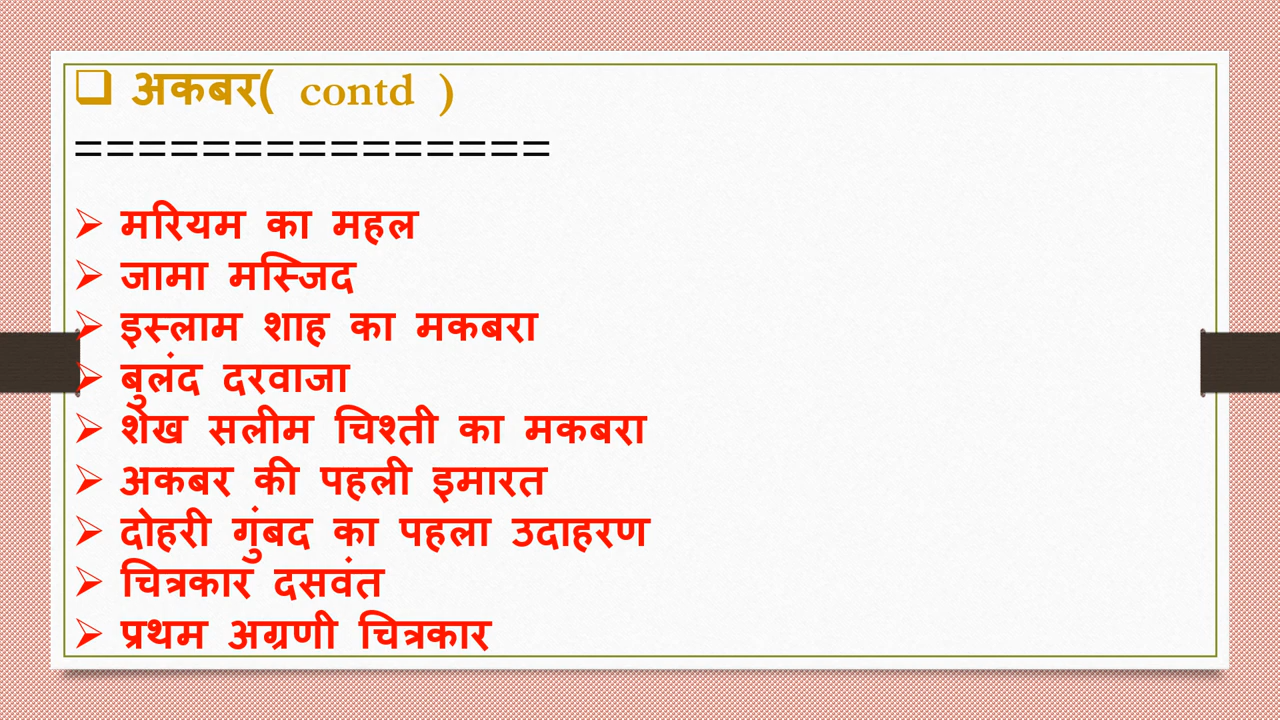 ❑ अकबर( contd )
===============
➢ मरियम का महल
➢ जामा मस्जिद
➢ इस्लाम शाह का मकबरा
➢ बुलंद दरवाजा
➢ शेख सलीम चिश्ती का मकबरा
➢ अकबर की पहली इमारत
➢ दोहरी गुंबद का पहला उदाहरण
➢ चित्रकार दसवंत
➢ प्रथम अग्रणी चित्रकार